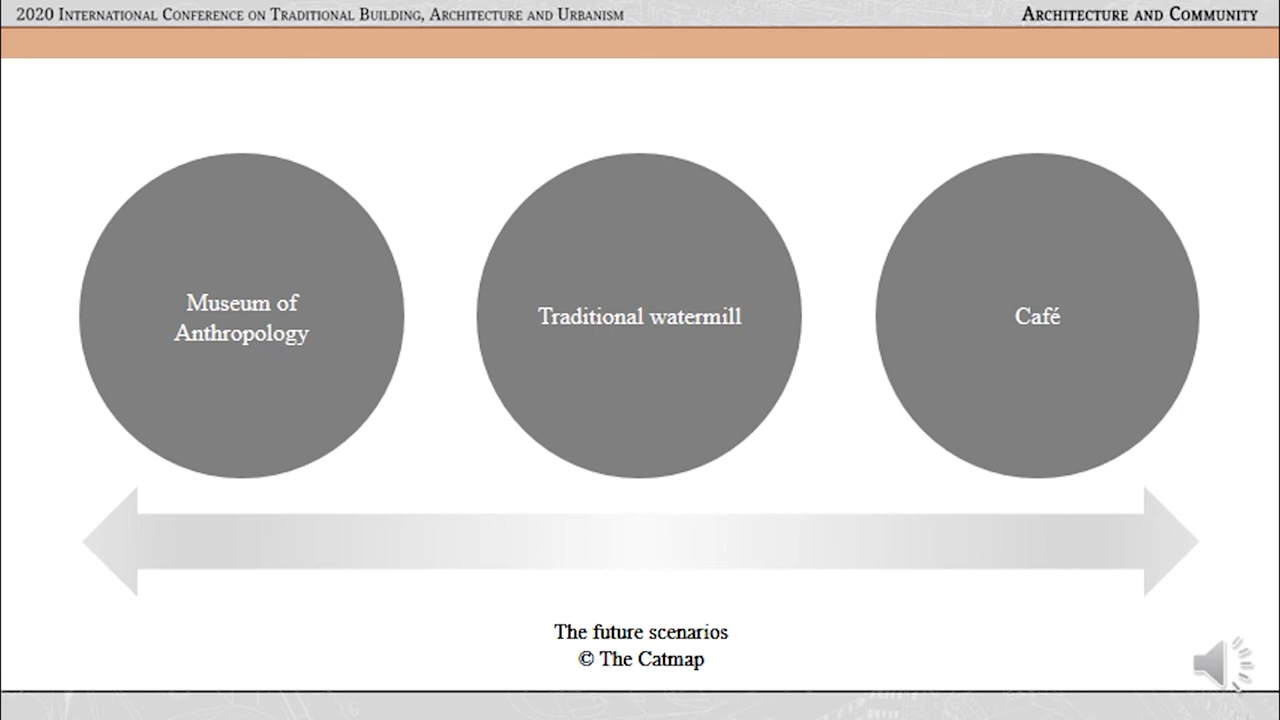 2020 International Conference on Traditional Building, Architecture and Urbanism
Architecture and Community
Museum of
Anthropology
Traditional watermill
Café
The future scenarios
© The Catmap